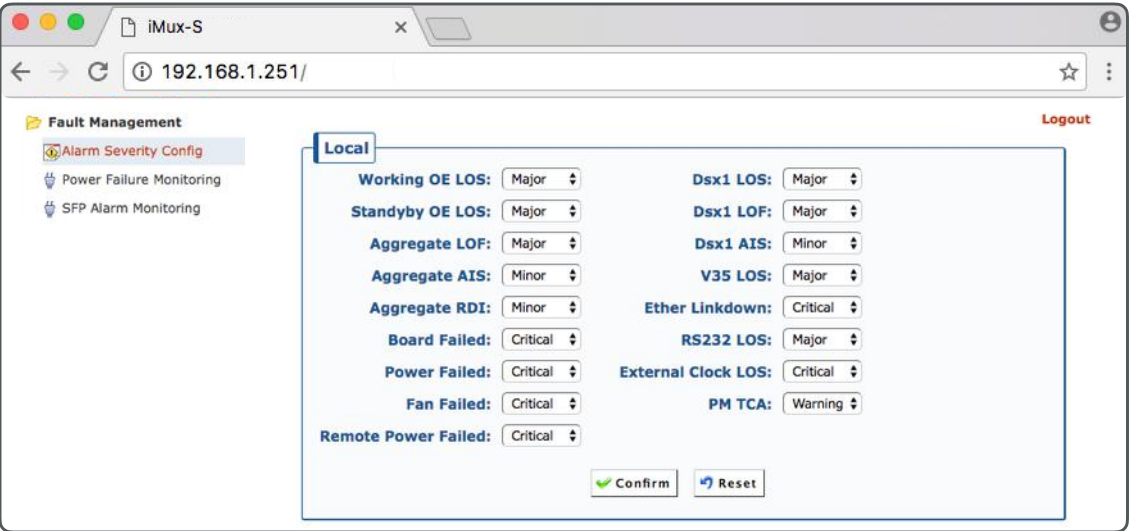 iMux-S
192.168.1.251/
Fault Management
Logout
Alarm Severity Config
Power Failure Monitoring
SFP Alarm Monitoring
Local
Working OE LOS: Major Dsx1 LOS: Major
Standyby OE LOS: Major Dsx1 LOF: Major
Aggregate LOF: Major Dsx1 AIS: Minor
Aggregate AIS: Minor V35 LOS: Major
Aggregate RDI: Minor Ether Linkdown: Critical
Board Failed: Critical RS232 LOS: Major
Power Failed: Critical External Clock LOS: Critical
Fan Failed: Critical PM TCA: Warning
Remote Power Failed: Critical
Confirm Reset